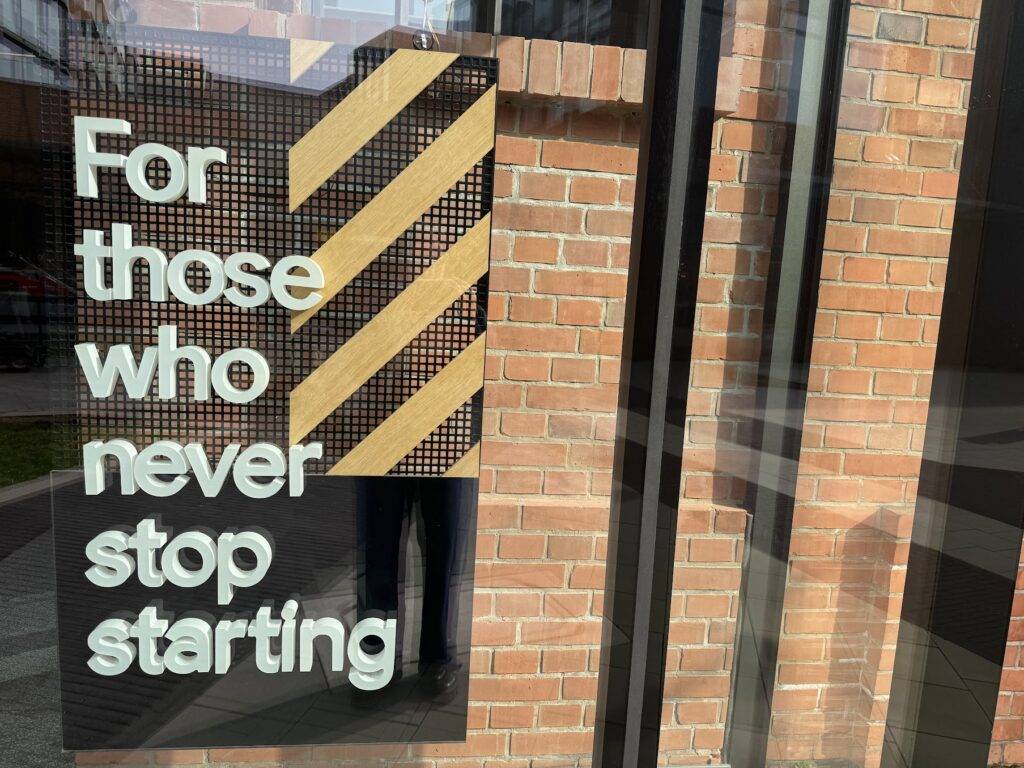 For
those
who
never
stop
starting